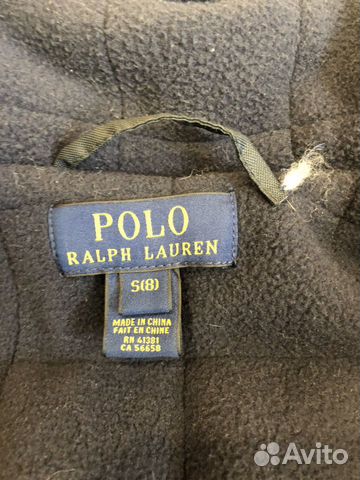 POLO
RALPH LAUREN
S(8)
MADE IN CHINA
FAIT EN CHINE
RN 41381
CA 56658
Avito